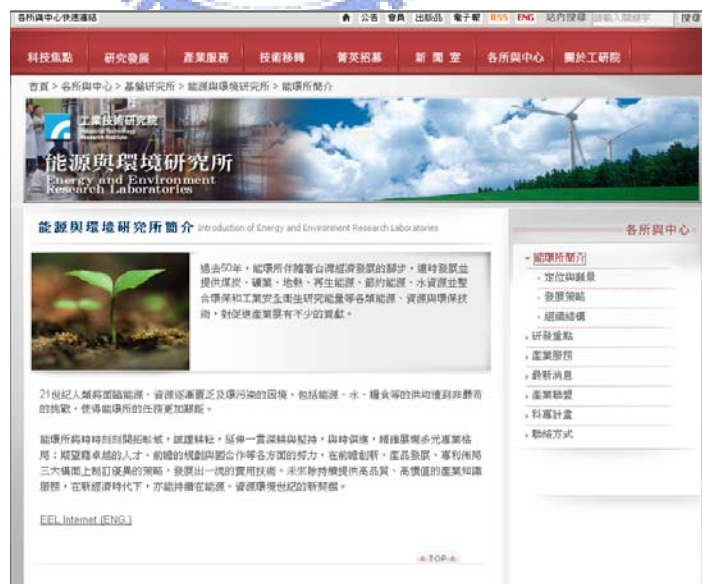 各所與中心快速連結
公告 會員 出版品 電子報 RSS ENG 站內搜尋 請輸入關鍵字 搜尋
科技焦點 研究發展 產業服務 技術移轉 菁英招募 新聞室 各所與中心 關於工研院
首頁 > 各所與中心 > 基盤研究所 > 能源與環境研究所 > 能環所簡介
工業技術研究院
Industrial Technology
Research Institute
能源與環境研究所
Energy and Environment
Research Laboratories
能源與環境研究所簡介 Introduction of Energy and Environment Research Laboratories
過去50年,能環所伴隨著台灣經濟發展的腳步,適時發展並
提供煤炭、礦業、地熱、再生能源、節約能源、水資源並整
合環保和工業安全衛生研究能量等各類能源、資源與環保技
術,對促進產業展有不少的貢獻。
21世紀人類將面臨能源、資源逐漸匱乏及環污染的困境,包括能源、水、糧食等的供均遭到非嚴苛
的挑戰,使得能環所的任務更加艱鉅。
能環所將時時刻刻開拓新域,誠謹耕耘,延伸一貫深耕與堅持,與時俱進,積極展現多元專業格
局;期望藉卓越的人才、前瞻的規劃與國合作等各方面的努力,在前瞻創新、產品發展、專利佈局
三大構面上制訂優異的策略,發展出一流的實用技術。未來除持續提供高品質、高價值的產業知識
服務,在新經濟時代下,亦能持續在能源、資源環境世紀的新契機。
EEL Internet (ENG.)
TOP
各所與中心
能環所簡介
定位與願景
發展策略
組織結構
研發重點
產業服務
最新消息
產業聯盟
科專計畫
聯絡方式